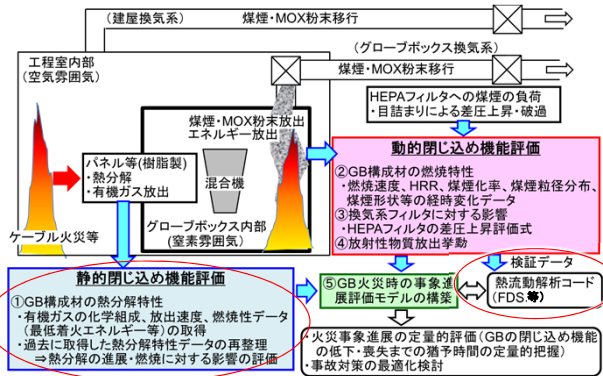 （建屋換気系）
煤煙・MOX粉末移行
（グローブボックス換気系）
煤煙・MOX粉末移行
工程室内部
（空気雰囲気）
HEPAフィルタへの煤煙の負荷
・目詰まりによる差圧上昇・破過
煤煙・MOX粉末放出
エネルギー放出
パネル等(樹脂製)
・熱分解
・有機ガス放出
混合機
グローブボックス内部
（窒素雰囲気）
ケーブル火災等
動的閉じ込め機能評価
②GB構成材の燃焼特性
・燃焼速度、HRR、煤煙化率、煤煙粒径分布、
煤煙形状等の経時変化データ
③換気系フィルタに対する影響
・HEPAフィルタの差圧上昇評価式
④放射性物質放出挙動
静的閉じ込め機能評価
①GB構成材の熱分解特性
・有機ガスの化学組成、放出速度、燃焼性データ
（最低着火エネルギー等）の取得
・過去に取得した熱分解特性データの再整理
⇒熱分解の進展・燃焼に対する影響の評価
⑤GB火災時の事象進
展評価モデルの構築
検証データ
熱流動解析コード
（FDS等）
・火災事象進展の定量的評価（GBの閉じ込め機能
の低下・喪失までの猶予時間の定量的把握）
・事故対策の最適化検討